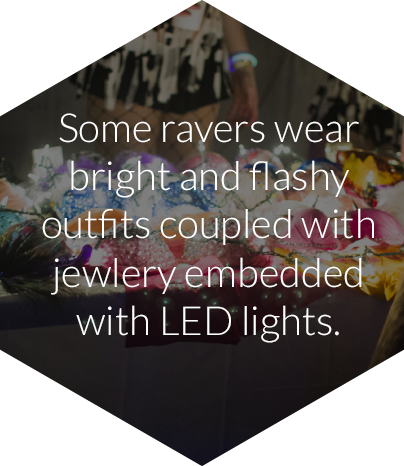 Some ravers wear
bright and flashy
outfits coupled with
jewlery embedded
with LED lights.